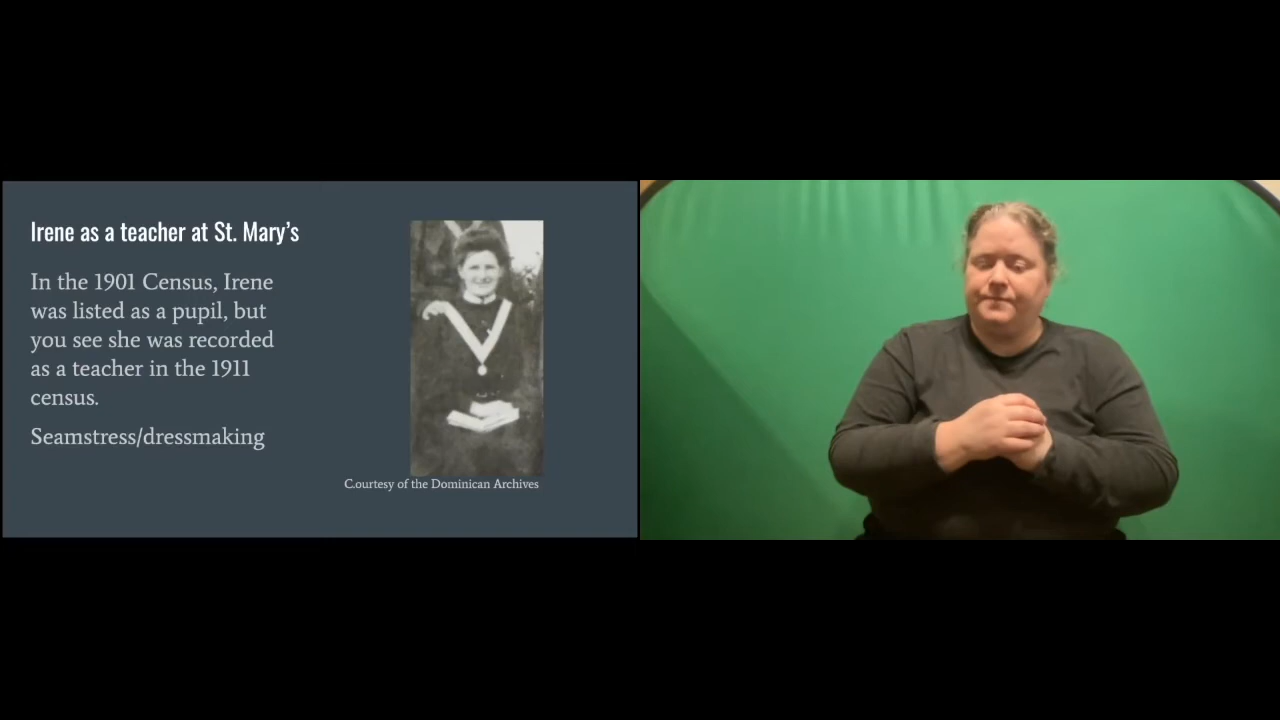 Irene as a teacher at St. Mary's
In the 1901 Census, Irene
was listed as a pupil, but
you see she was recorded
as a teacher in the 1911
census.
Seamstress/dressmaking
C.ourtesy of the Dominican Archives